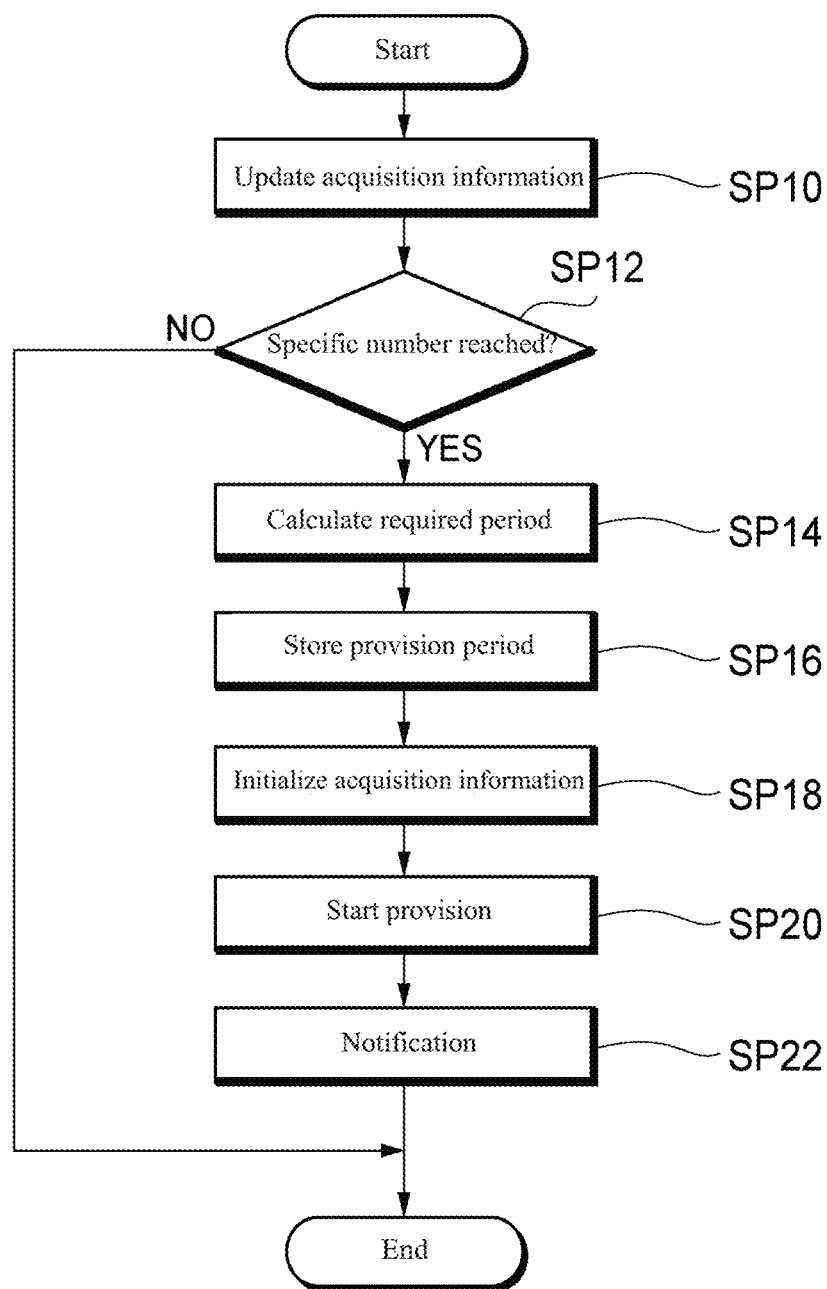 Start
Update acquisition information
SP10
SP12
NO
Specific number reached?
YES
Calculate required period
SP14
Store provision period
SP16
Initialize acquisition information
SP18
Start provision
SP20
Notification
SP22
End